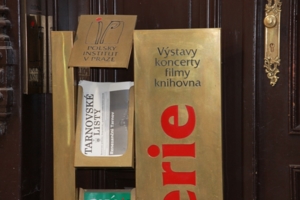 POLSKÝ
INSTITUT
V PRAZE
Výstavy
koncerty
filmy
knihovna
TARNOVSKÉ
LISTY
erie